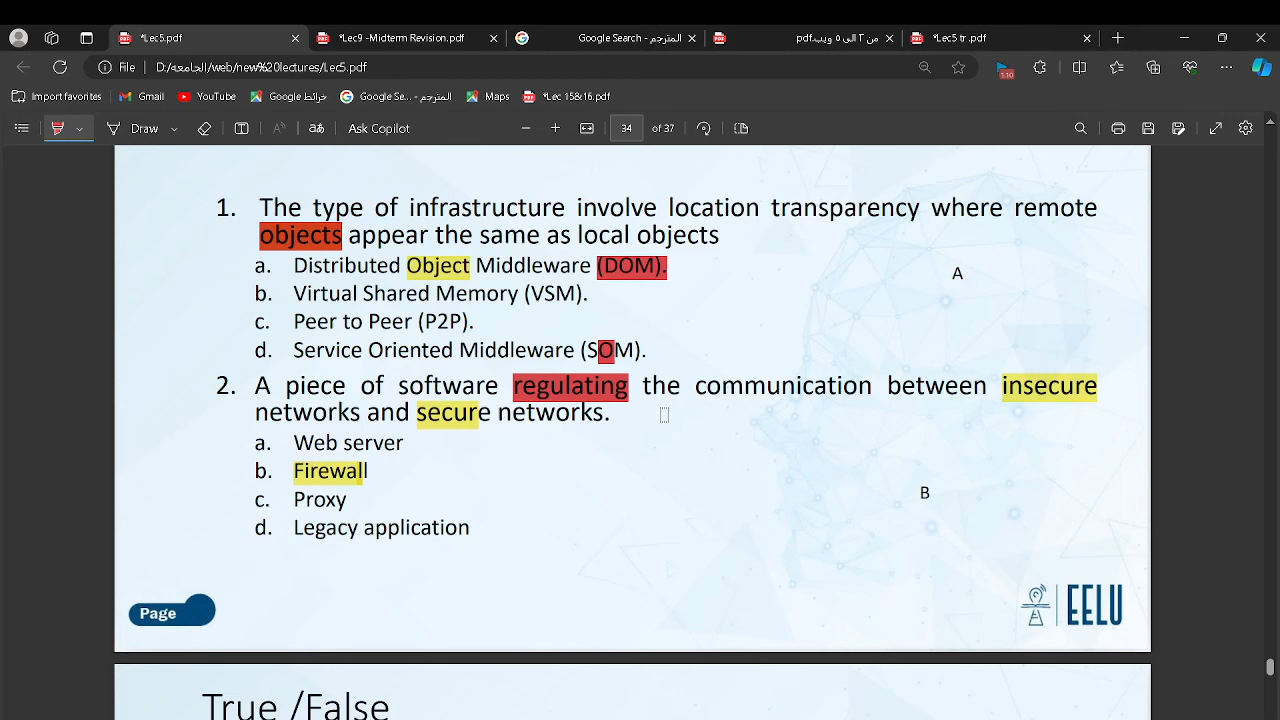 *Lec5.pdf
*Lec9 -Midterm Revision.pdf
Google Search - المترجم
من ٢ الى ٥ ويب.pdf
*Lec5 tr.pdf
File
D:/الجامعه/web/new%20lectures/Lec5.pdf
1.10
Import favorites
Gmail
YouTube
خرائط Google
Google Se... - المترجم
Maps
*Lec 15&16.pdf
Draw
Ask Copilot
34 of 37
1. The type of infrastructure involve location transparency where remote
objects appear the same as local objects
a. Distributed Object Middleware (DOM).
b. Virtual Shared Memory (VSM).
c. Peer to Peer (P2P).
d. Service Oriented Middleware (SOM).
A
2. A piece of software regulating the communication between insecure
networks and secure networks.
a. Web server
b. Firewall
c. Proxy
d. Legacy application
B
Page
EELU
True /False